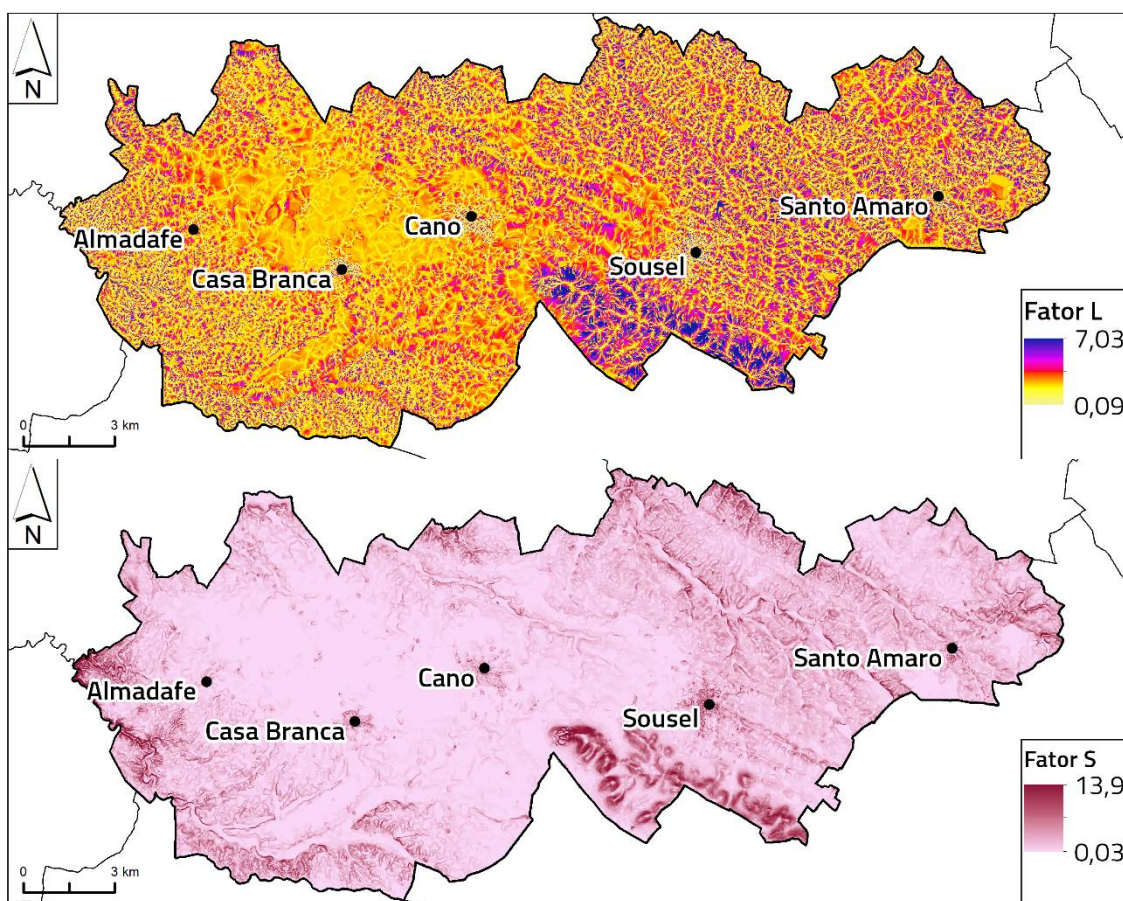 N
Santo Amaro
Cano
Almadafe
Sousel
Casa Branca
Fator L
7,03
0,09
0 3 km
N
Santo Amaro
Cano
Almadafe
Sousel
Casa Branca
Fator S
13,9
0,03
0 3 km